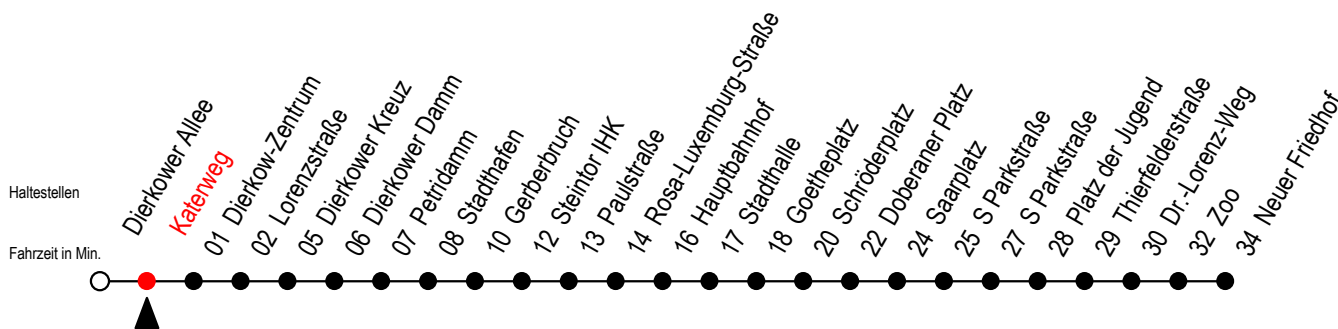 Haltestellen
Fahrzeit in Min.
Dierkower Allee
Katerweg
01 Dierkow-Zentrum
02 Lorenzstraße
05 Dierkower Kreuz
06 Dierkower Damm
07 Petridamm
08 Stadthafen
10 Gerberbruch
12 Steintor IHK
13 Paulstraße
14 Rosa-Luxemburg-Straße
16 Hauptbahnhof
17 Stadthalle
18 Goetheplatz
20 Schröderplatz
22 Doberaner Platz
24 Saarplatz
25 S Parkstraße
27 S Parkstraße
28 Platz der Jugend
29 Thierfelderstraße
30 Dr.-Lorenz-Weg
32 Zoo
34 Neuer Friedhof